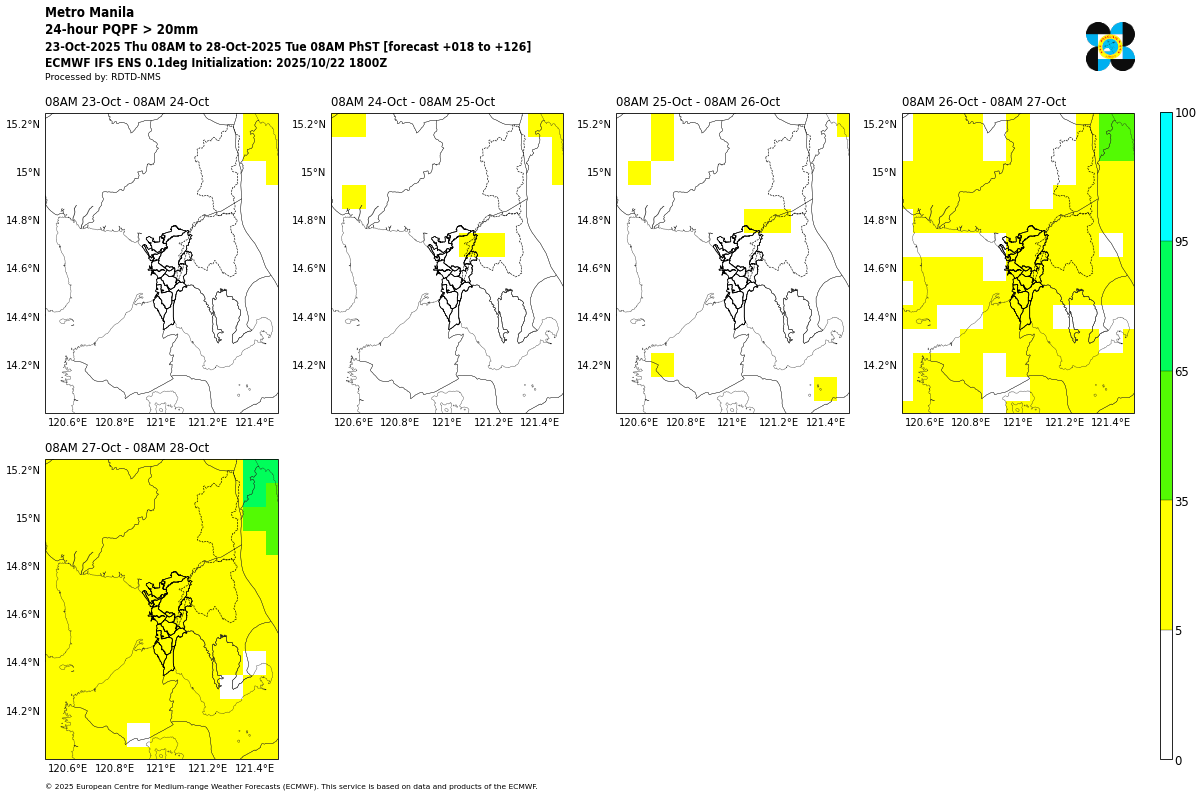 Metro Manila
24-hour PQPF > 20mm
23-Oct-2025 Thu 08AM to 28-Oct-2025 Tue 08AM PhST [forecast +018 to +126]
ECMWF IFS ENS 0.1deg Initialization: 2025/10/22 1800Z
Processed by: RDTD-NMS
08AM 23-Oct - 08AM 24-Oct
08AM 24-Oct - 08AM 25-Oct
08AM 25-Oct - 08AM 26-Oct
08AM 26-Oct - 08AM 27-Oct
15.2°N 15°N 14.8°N 14.6°N 14.4°N 14.2°N
15.2°N 15°N 14.8°N 14.6°N 14.4°N 14.2°N
15.2°N 15°N 14.8°N 14.6°N 14.4°N 14.2°N
15.2°N 15°N 14.8°N 14.6°N 14.4°N 14.2°N
120.6°E 120.8°E 121°E 121.2°E 121.4°E
120.6°E 120.8°E 121°E 121.2°E 121.4°E
120.6°E 120.8°E 121°E 121.2°E 121.4°E
120.6°E 120.8°E 121°E 121.2°E 121.4°E
08AM 27-Oct - 08AM 28-Oct
15.2°N 15°N 14.8°N 14.6°N 14.4°N 14.2°N
120.6°E 120.8°E 121°E 121.2°E 121.4°E
100
95
65
35
5
0
© 2025 European Centre for Medium-range Weather Forecasts (ECMWF). This service is based on data and products of the ECMWF.